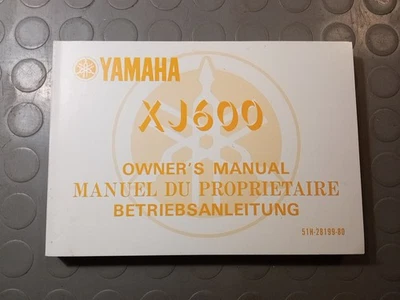 YAMAHA
XJ600
OWNER'S MANUAL
MANUEL DU PROPRIETAIRE
BETRIEBSANLEITUNG
51H-28199-80